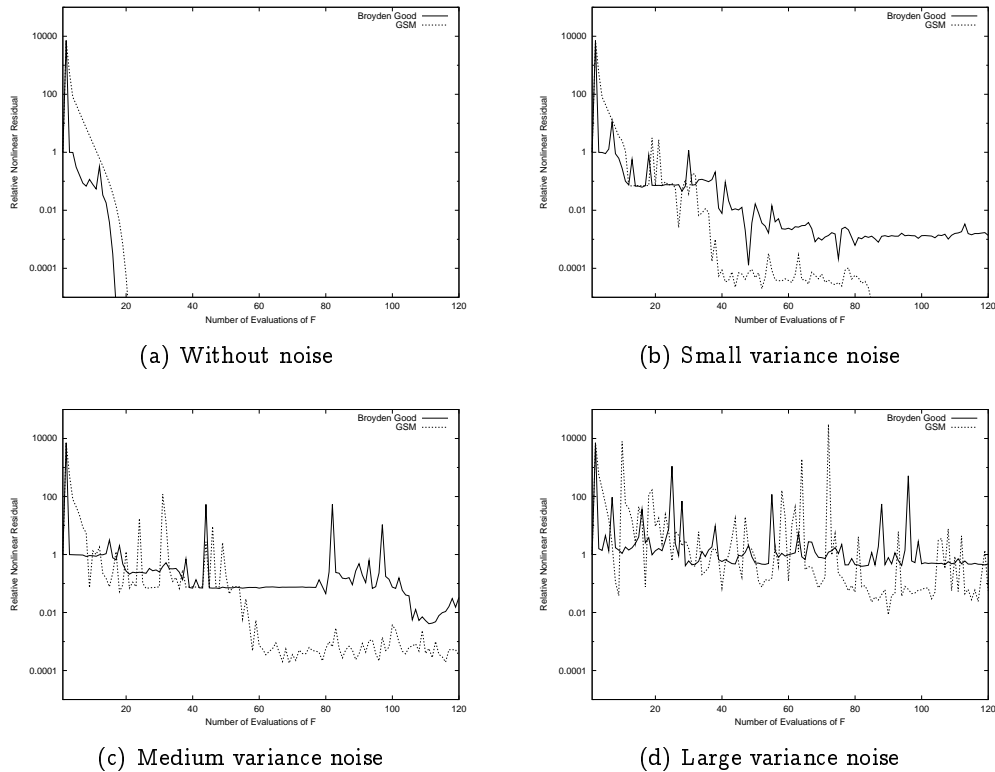 Broyden Good
GSM
10000
100
1
0.01
0.0001
Relative Nonlinear Residual
20 40 60 80 100 120
Number of Evaluations of F
(a) Without noise
Broyden Good
GSM
10000
100
1
0.01
0.0001
Relative Nonlinear Residual
20 40 60 80 100 120
Number of Evaluations of F
(b) Small variance noise
Broyden Good
GSM
10000
100
1
0.01
0.0001
Relative Nonlinear Residual
20 40 60 80 100 120
Number of Evaluations of F
(c) Medium variance noise
Broyden Good
GSM
10000
100
1
0.01
0.0001
Relative Nonlinear Residual
20 40 60 80 100 120
Number of Evaluations of F
(d) Large variance noise